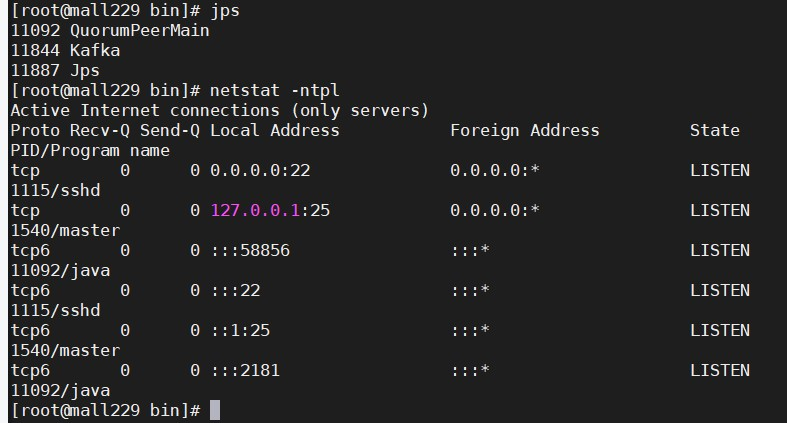 [root@mall229 bin]# jps
11092 QuorumPeerMain
11844 Kafka
11887 Jps
[root@mall229 bin]# netstat -ntpl
Active Internet connections (only servers)
Proto Recv-Q Send-Q Local Address           Foreign Address         State
PID/Program name
tcp        0      0 0.0.0.0:22              0.0.0.0:*               LISTEN
1115/sshd
tcp        0      0 127.0.0.1:25            0.0.0.0:*               LISTEN
1540/master
tcp6       0      0 :::58856                :::*                    LISTEN
11092/java
tcp6       0      0 :::22                   :::*                    LISTEN
1115/sshd
tcp6       0      0 ::1:25                  :::*                    LISTEN
1540/master
tcp6       0      0 :::2181                 :::*                    LISTEN
11092/java
[root@mall229 bin]#